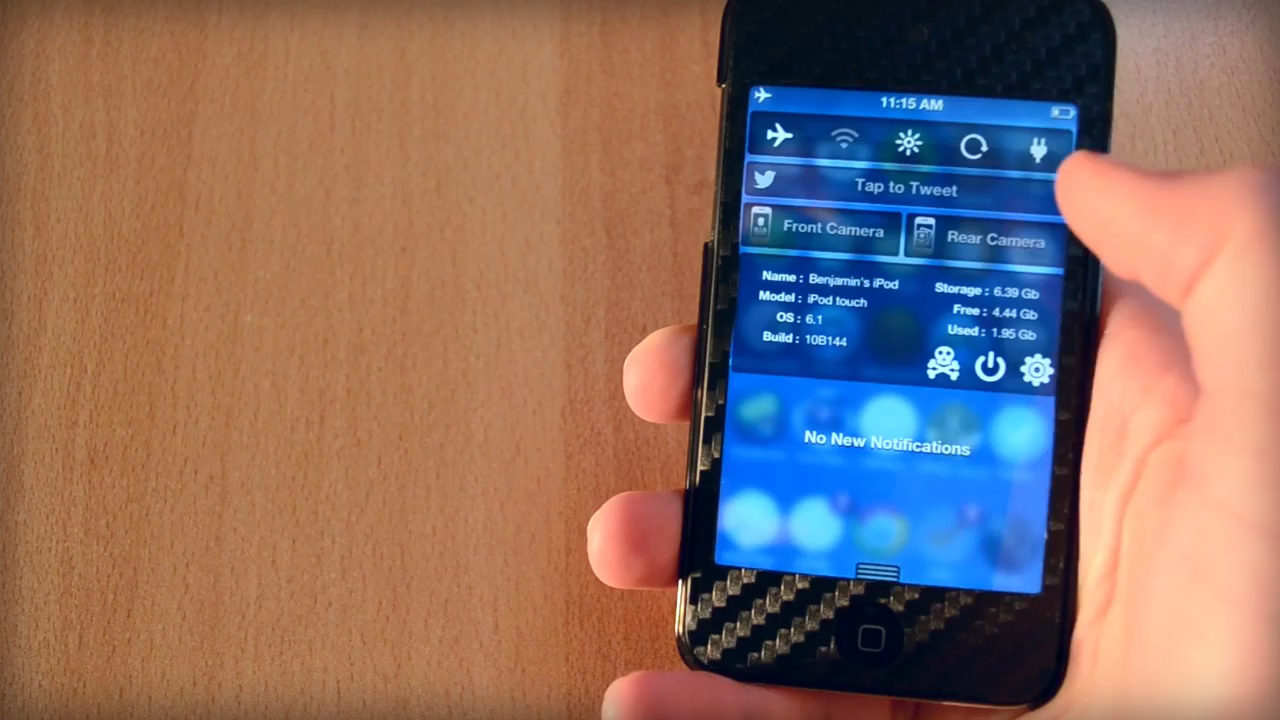 11:15 AM
Tap to Tweet
Front Camera
Rear Camera
Name : Benjamin's iPod
Model : iPod touch
OS : 6.1
Build : 10B144
Storage : 6.39 Gb
Free : 4.44 Gb
Used : 1.95 Gb
No New Notifications